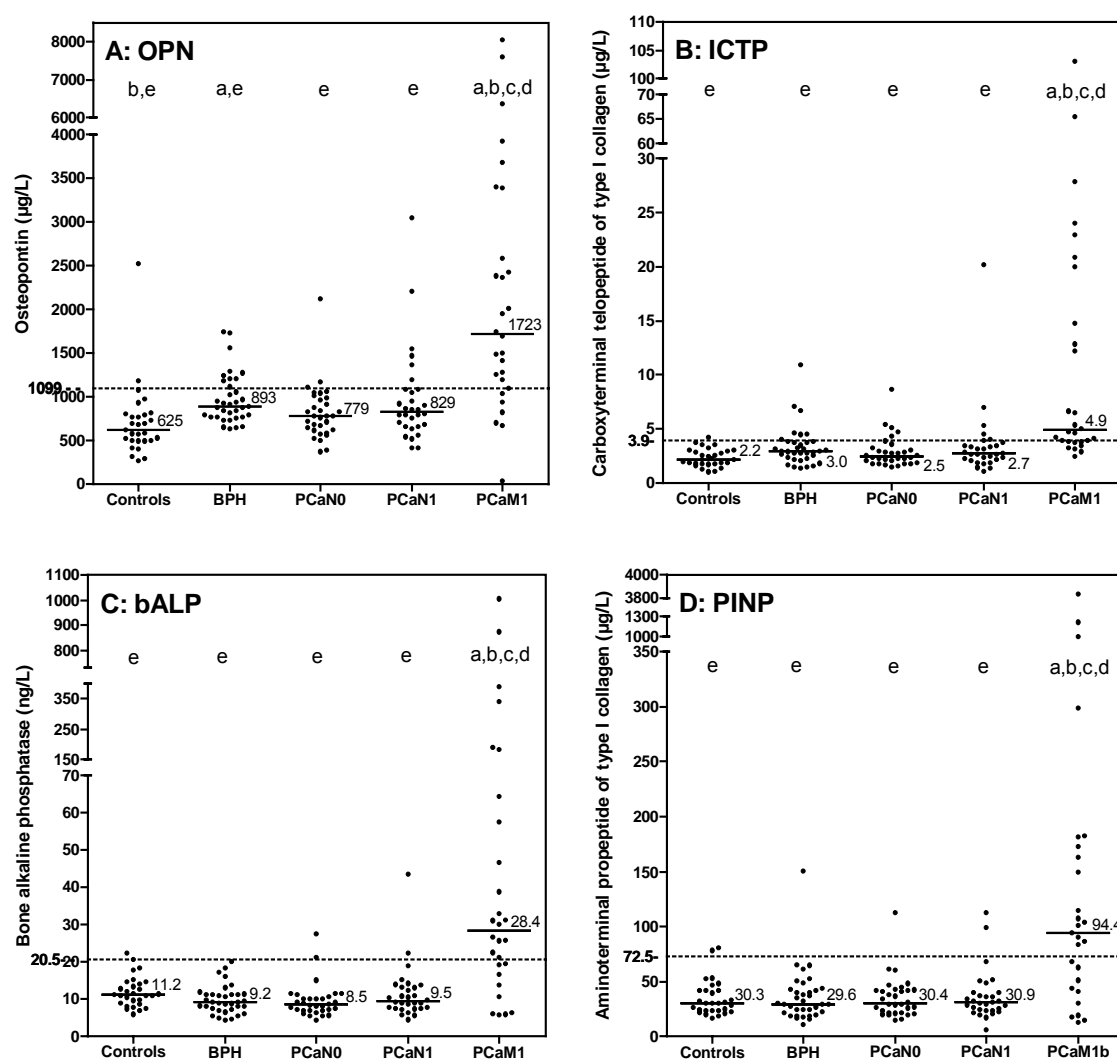 A: OPN
Osteopontin (µg/L)
8000
7000
6000
4000
3500
3000
2500
2000
1500
1099
1000
500
0
b,e
a,e
e
e
a,b,c,d
625
893
779
829
1723
Controls
BPH
PCaN0
PCaN1
PCaM1
B: ICTP
Carboxyterminal telopeptide of type I collagen (µg/L)
110
105
100
70
65
60
30
25
20
15
10
5
3.9
0
e
e
e
e
a,b,c,d
2.2
3.0
2.5
2.7
4.9
Controls
BPH
PCaN0
PCaN1
PCaM1
C: bALP
Bone alkaline phosphatase (ng/L)
1100
1000
900
800
350
250
150
70
60
50
40
30
20.5
20
10
0
e
e
e
e
a,b,c,d
11.2
9.2
8.5
9.5
28.4
Controls
BPH
PCaN0
PCaN1
PCaM1
D: PINP
Aminoterminal propeptide of type I collagen (µg/L)
4000
3800
1300
1000
350
300
250
200
150
100
72.5
50
0
e
e
e
e
a,b,c,d
30.3
29.6
30.4
30.9
94.4
Controls
BPH
PCaN0
PCaN1
PCaM1b